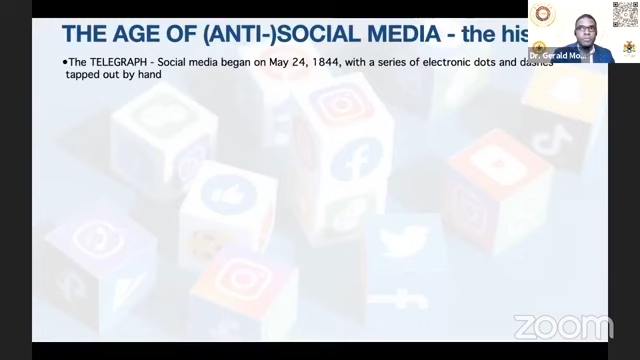 THE AGE OF (ANTI-)SOCIAL MEDIA - the his
•The TELEGRAPH - Social media began on May 24, 1844, with a series of electronic dots and dashes
tapped out by hand
Dr. Gerald Mo...
zoom